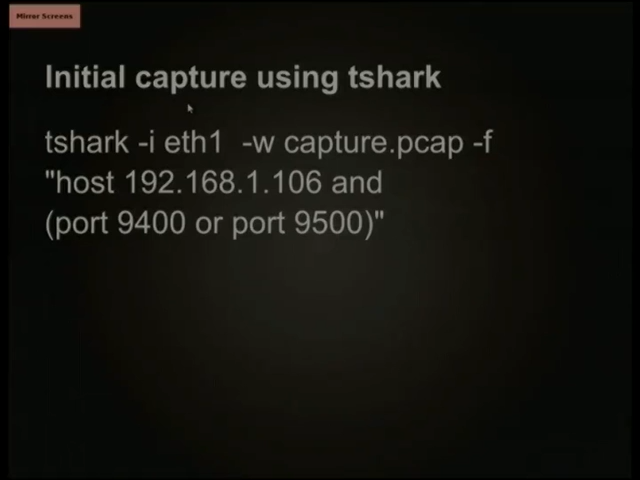 Mirror Screens
Initial capture using tshark
tshark -i eth1  -w capture.pcap -f
"host 192.168.1.106 and
(port 9400 or port 9500)"